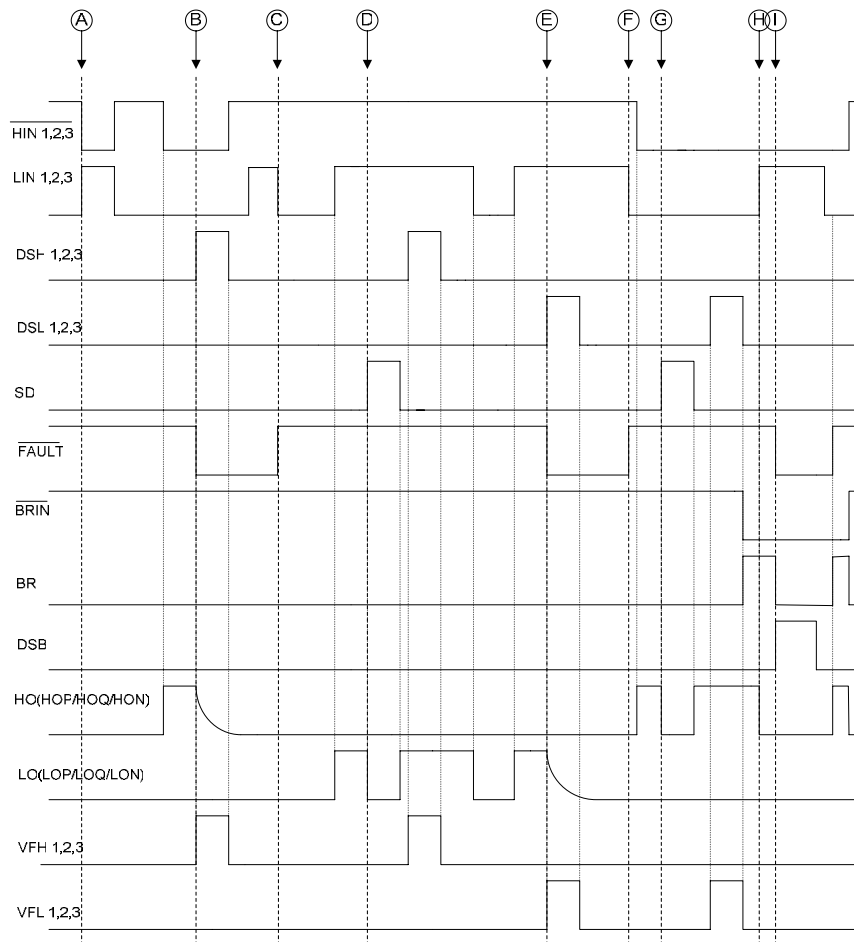 A B C D E F G H I
HIN 1,2,3
LIN 1,2,3
DSH 1,2,3
DSL 1,2,3
SD
FAULT
BRIN
BR
DSB
HO(HOP/HOQ/HON)
LO(LOP/LOQ/LON)
VFH 1,2,3
VFL 1,2,3